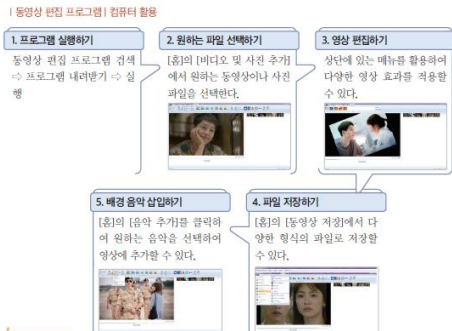 | 동영상 편집 프로그램 | 컴퓨터 활용
1. 프로그램 실행하기
동영상 편집 프로그램 검색
⇨ 프로그램 내려받기 ⇨ 실
행
2. 원하는 파일 선택하기
[홈]의 [비디오 및 사진 추가]
에서 원하는 동영상이나 사진
파일을 선택한다.
3. 영상 편집하기
상단에 있는 메뉴를 활용하여
다양한 영상 효과를 적용할
수 있다.
4. 파일 저장하기
[홈]의 [동영상 저장]에서 다
양한 형식의 파일로 저장할
수 있다.
5. 배경 음악 삽입하기
[홈]의 [음악 추가]를 클릭하
여 원하는 음악을 선택하여
영상에 추가할 수 있다.